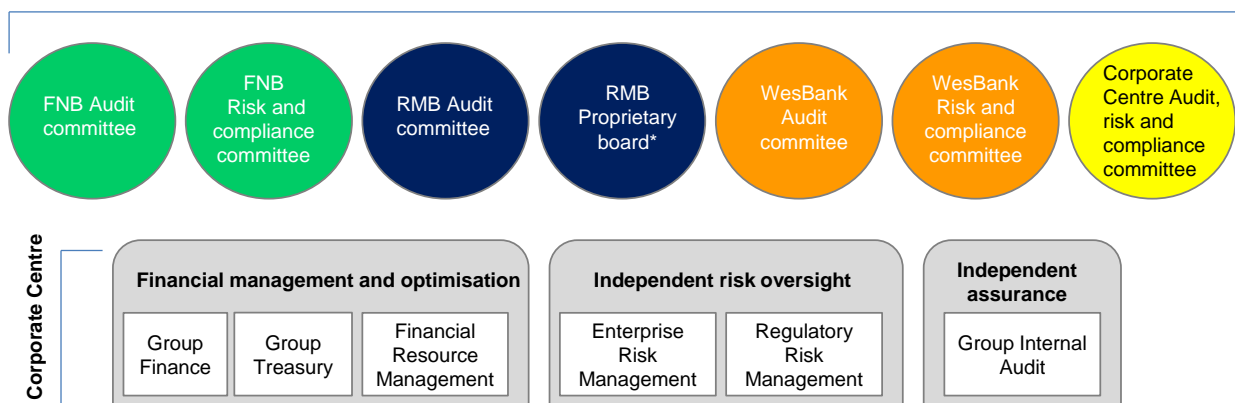 FNB Audit
committee
FNB
Risk and
compliance
committee
RMB Audit
committee
RMB
Proprietary
board*
WesBank
Audit
commitee
WesBank
Risk and
compliance
committee
Corporate
Centre Audit,
risk and
compliance
committee
Corporate Centre
Financial management and optimisation
Group
Finance
Group
Treasury
Financial
Resource
Management
Independent risk oversight
Enterprise
Risk
Management
Regulatory
Risk
Management
Independent
assurance
Group Internal
Audit